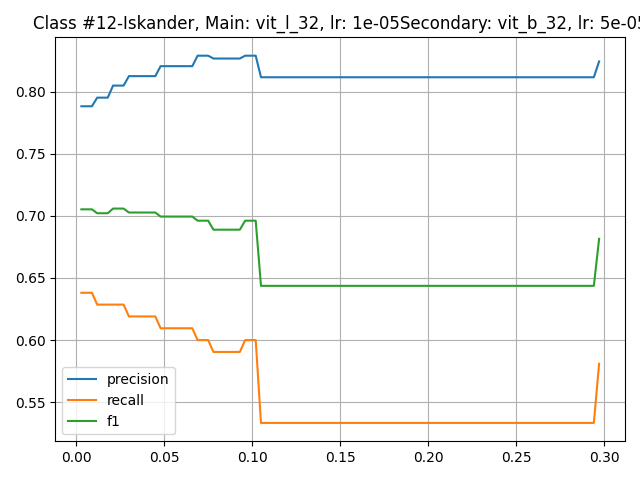 Class #12-Iskander, Main: vit_l_32, lr: 1e-05Secondary: vit_b_32, lr: 5e-05
0.80
0.75
0.70
0.65
0.60
0.55
precision
recall
f1
0.00 0.05 0.10 0.15 0.20 0.25 0.30